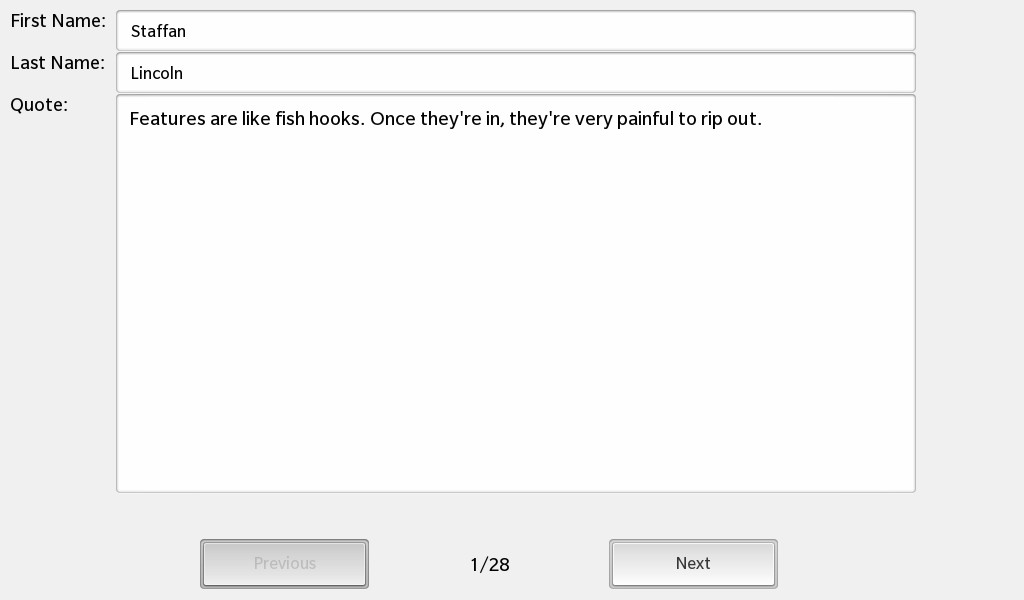 First Name: Staffan
Last Name: Lincoln
Quote: Features are like fish hooks. Once they're in, they're very painful to rip out.
Previous 1/28 Next